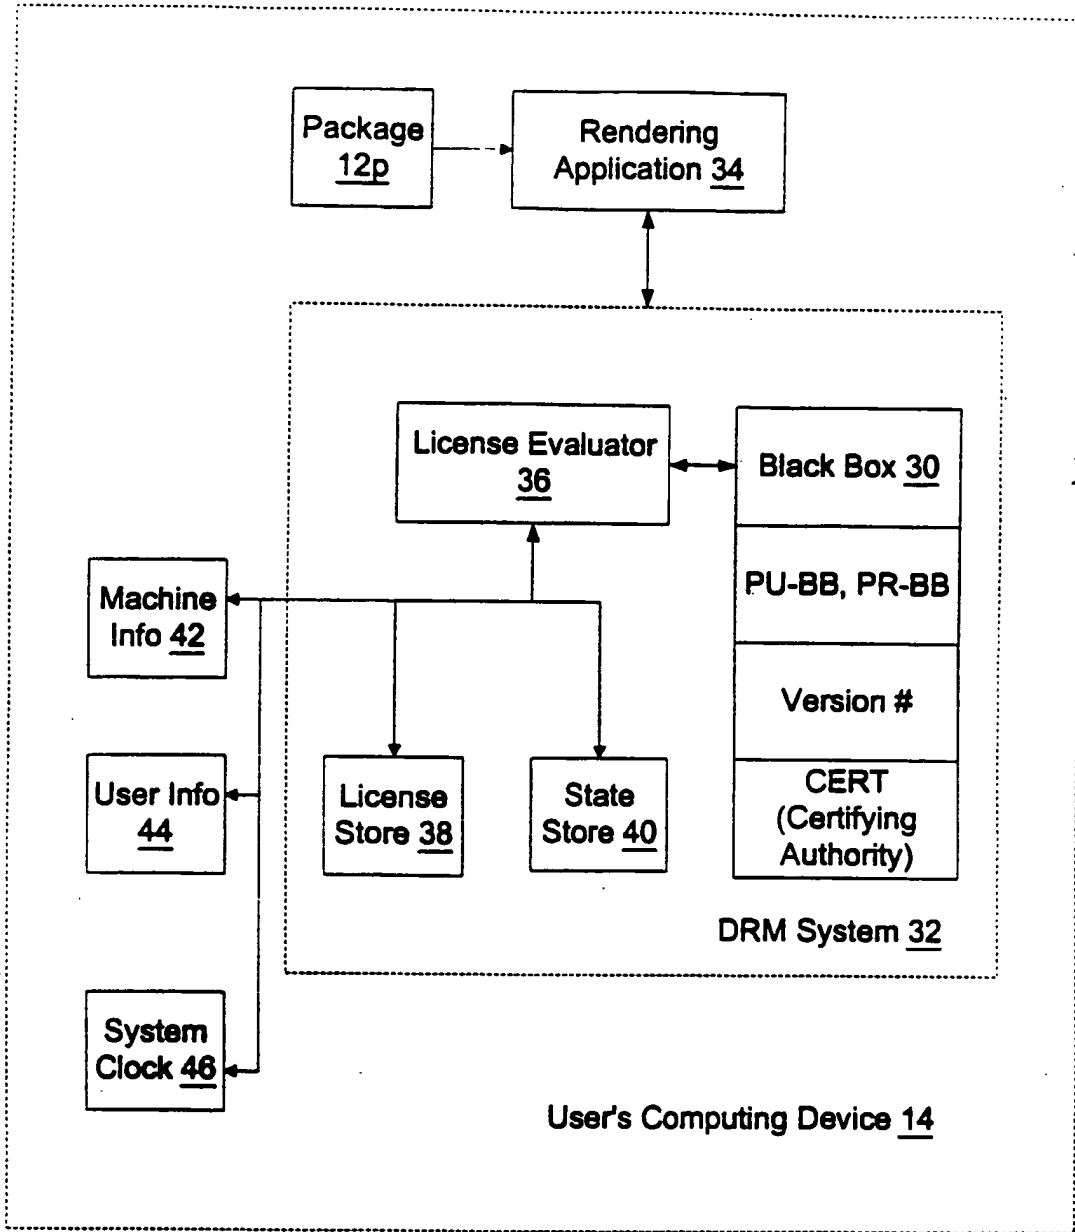 Package
12p
Rendering
Application 34
License Evaluator
36
Black Box 30
PU-BB, PR-BB
Version #
CERT
(Certifying
Authority)
Machine
Info 42
User Info
44
License
Store 38
State
Store 40
DRM System 32
System
Clock 46
User's Computing Device 14